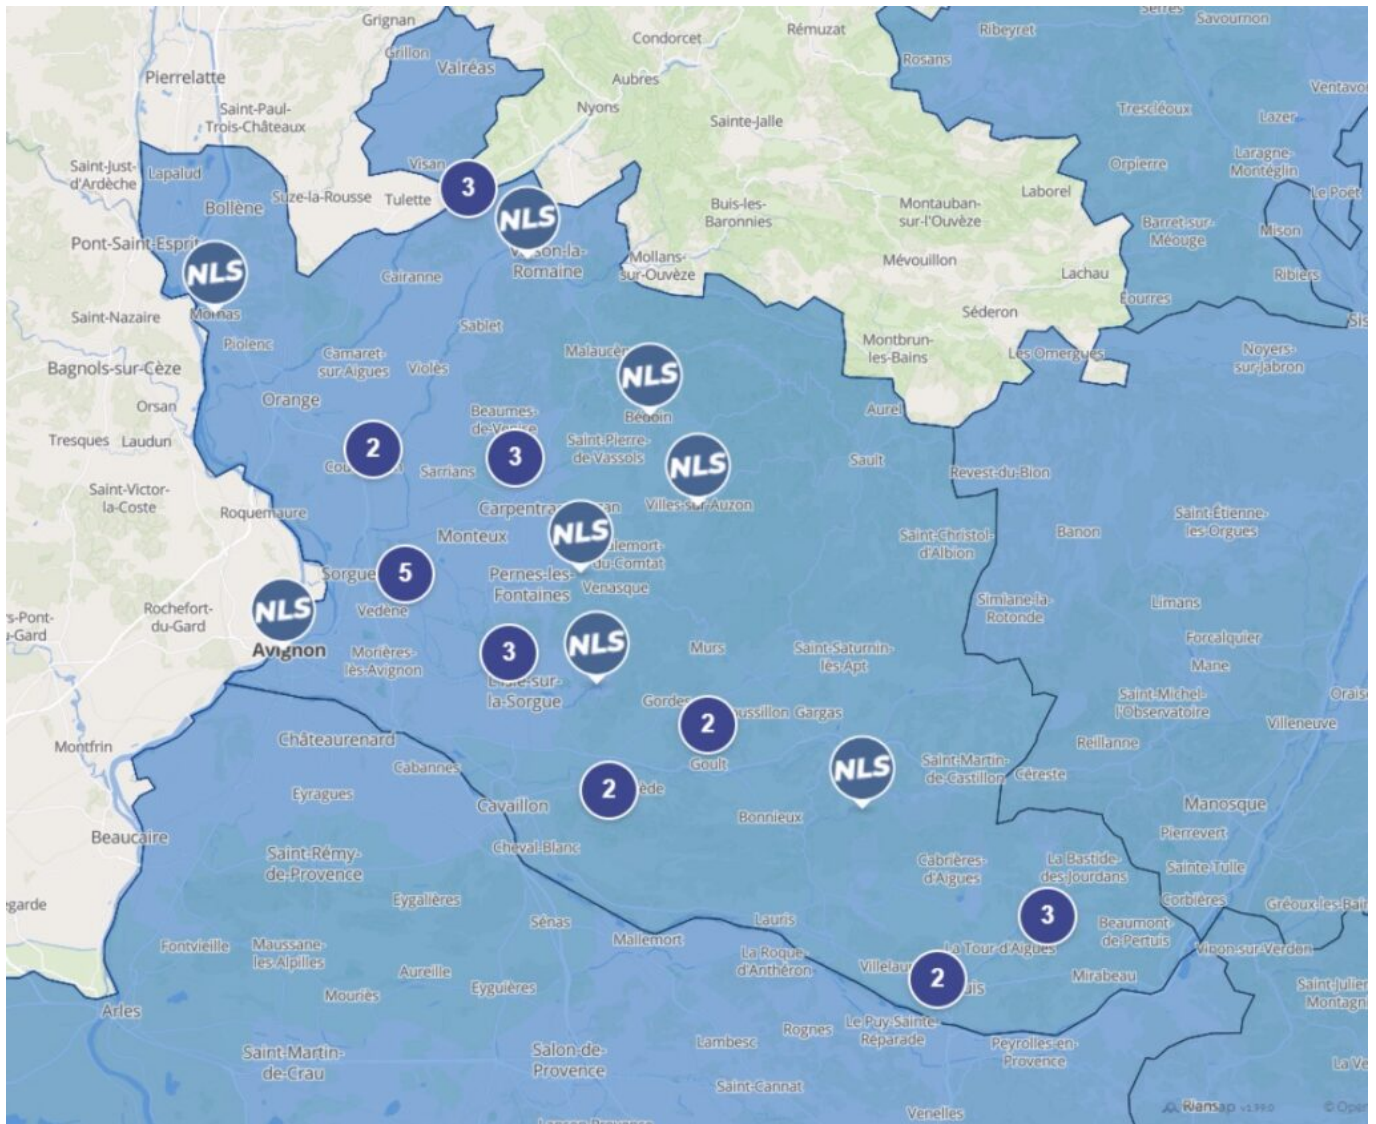 Grignan
Condorcet
Rémuzat
Ribeyret
Savournon
Grillon
Valréas
Rosans
Pierrelatte
Aubres
Ventavo
Saint-Paul-
Trois-Châteaux
Nyons
Sainte-Jalle
Trescléoux
Lazer
Saint-Just-
d'Ardèche
Lapalud
Visan
Orpierre
Laragne-
Montéglin
3
Suze-la-Rousse
Tulette
Laborel
Le Poët
Bollène
NLS
Buis-les-
Baronnies
Montauban-
sur-l'Ouvèze
Barret-sur-
Méouge
Mison
Pont-Saint-Esprit
Romaine
Mollans-
sur-Ouvèze
Mévouillon
Lachau
Ribiers
NLS
Cairanne
Éourres
Saint-Nazaire
Mornas
Séderon
Sablet
Piolenc
Camaret-
sur-Aigues
Violès
Montbrun-
les-Bains
Les Omergues
Noyers-
sur-Jabron
Bagnols-sur-Cèze
NLS
Orsan
Orange
Beaumes-
de-Venise
Bédoin
Aurel
Tresques
Laudun
2
3
Saint-Pierre-
de-Vassols
NLS
Sarrians
Sault
Revest-du-Bion
Saint-Victor-
la-Coste
Villes-sur-Auzon
Roquemaure
Monteux
NLS
du-Comtat
Saint-Christol-
d'Albion
Banon
Saint-Étienne-
les-Orgues
5
Pernes-les-
Fontaines
Venasque
NLS
Rochefort-
du-Gard
Vedène
Simiane-la-
Rotonde
Limans
Avignon
Morières-
lès-Avignon
3
NLS
Murs
Saint-Saturnin-
lès-Apt
Forcalquier
Mane
la-Sorgue
2
Gargas
Saint-Michel-
l'Observatoire
Villeneuve
Montfrin
Châteaurenard
Cabannes
Goult
NLS
Saint-Martin-
de-Castillon
Céreste
Reillanne
Eyragues
Cavaillon
2
Bonnieux
Manosque
Beaucaire
Cheval-Blanc
Pierrevert
Saint-Rémy-
de-Provence
Cabrières-
d'Aigues
La Bastide-
des-Jourdans
Sainte-Tulle
Eygalières
Corbières
Sénas
Lauris
3
Beaumont-
de-Pertuis
Fontvieille
Maussane-
les-Alpilles
Mallemort
La Roque-
d'Anthéron
La Tour-d'Aigues
Vinon-sur-Verdon
Aureille
Eyguières
2
Mirabeau
Mouriès
Arles
Rognes
Le Puy-Sainte-
Réparade
Saint-Martin-
de-Crau
Salon-de-
Provence
Lambesc
Peyrolles-en-
Provence
Saint-Cannat
Venelles
Rians